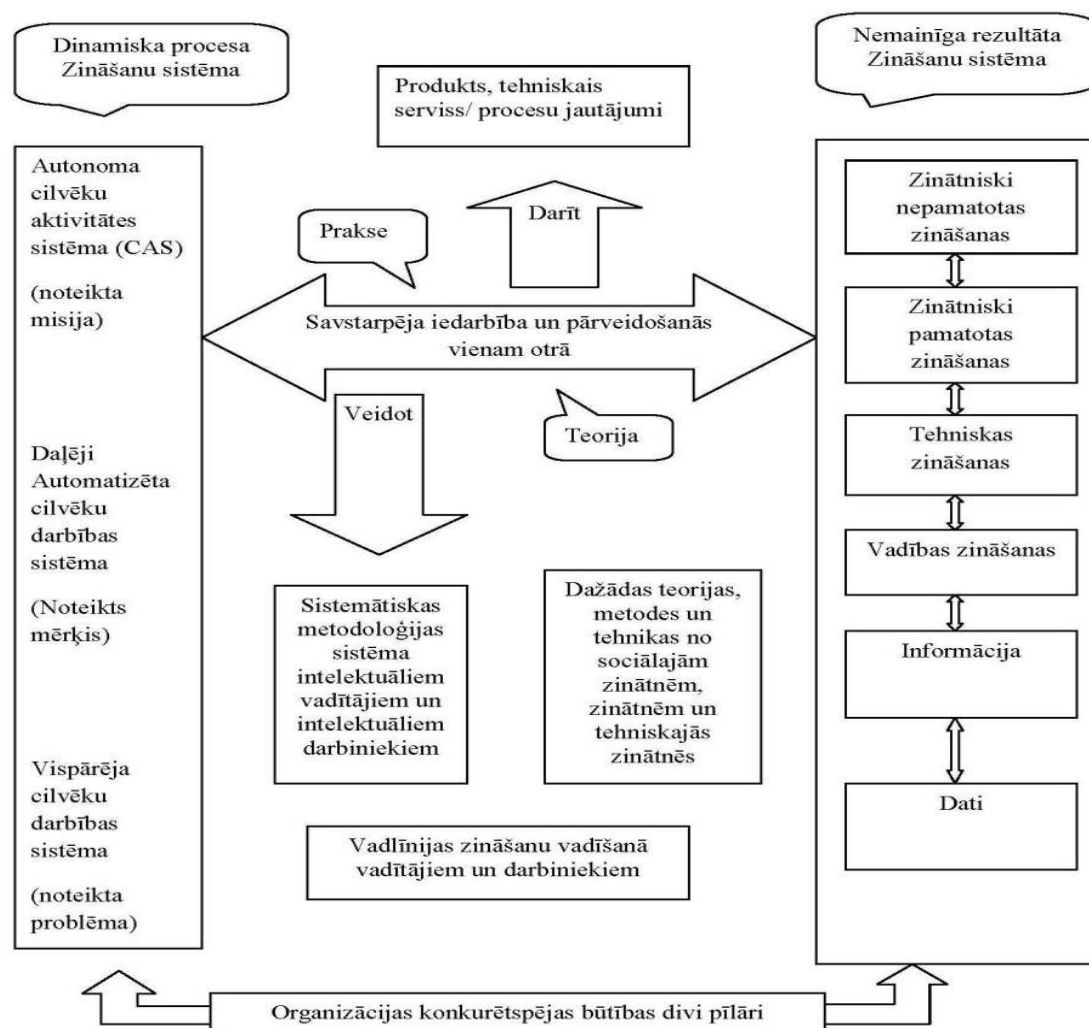 Dinamiska procesa
Zināšanu sistēma
Nemainīga rezultāta
Zināšanu sistēma
Produkts, tehniskais
serviss/ procesu jautājumi
Autonoma
cilvēku
aktivitātes
sistēma (CAS)
(noteikta
misija)
Daļēji
Automatizēta
cilvēku
darbības
sistēma
(Noteikts
mērķis)
Vispārēja
cilvēku
darbības
sistēma
(noteikta
problēma)
Prakse
Darīt
Savstarpēja iedarbība un pārveidošanās
vienam otrā
Veidot
Teorija
Sistemātiskas
metodoloģijas
sistēma
intelektuāliem
vadītājiem un
intelektuāliem
darbiniekiem
Dažādas teorijas,
metodes un
tehnikas no
sociālajām
zinātnēm,
zinātnēm un
tehniskajās
zinātnēs
Vadlīnijas zināšanu vadīšanā
vadītājiem un darbiniekiem
Zinātniski
nepamatotas
zināšanas
Zinātniski
pamatotas
zināšanas
Tehniskas
zināšanas
Vadības zināšanas
Informācija
Dati
Organizācijas konkurētspējas būtības divi pīlāri